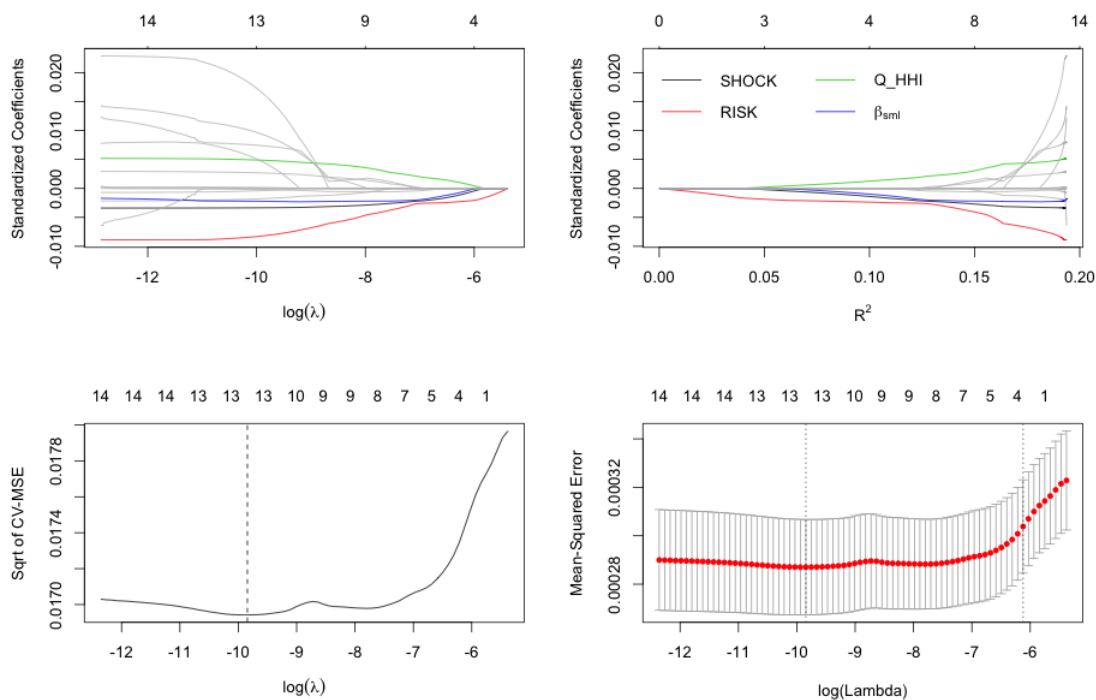 14 13 9 4
Standardized Coefficients
0.020
0.010
0.000
-0.010
-12 -10 -8 -6
log(λ)
0 3 4 9 14
Standardized Coefficients
0.020
0.010
0.000
-0.010
SHOCK
RISK
Q_HHI
βsml
0.00 0.05 0.10 0.15 0.20
R²
14 14 14 13 13 13 10 9 9 8 7 5 4 1
Sqrt of CV-MSE
0.0178
0.0174
0.0170
-12 -11 -10 -9 -8 -7 -6
log(λ)
14 14 14 13 13 13 10 9 9 8 7 5 4 1
Mean-Squared Error
0.00032
0.00028
-12 -11 -10 -9 -8 -7 -6
log(Lambda)